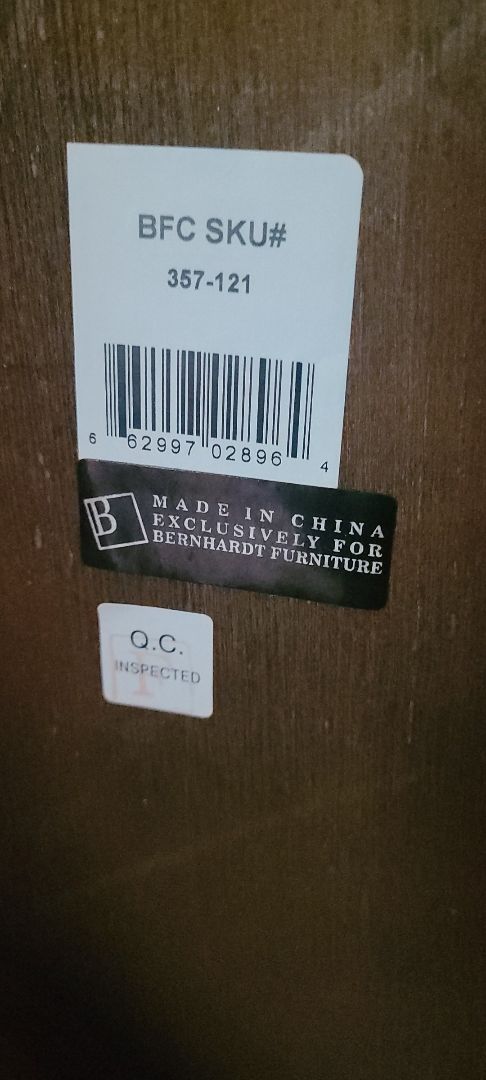 BFC SKU#
357-121
6 62997 02896 4
B
MADE IN CHINA
EXCLUSIVELY FOR
BERNHARDT FURNITURE
Q.C.
INSPECTED